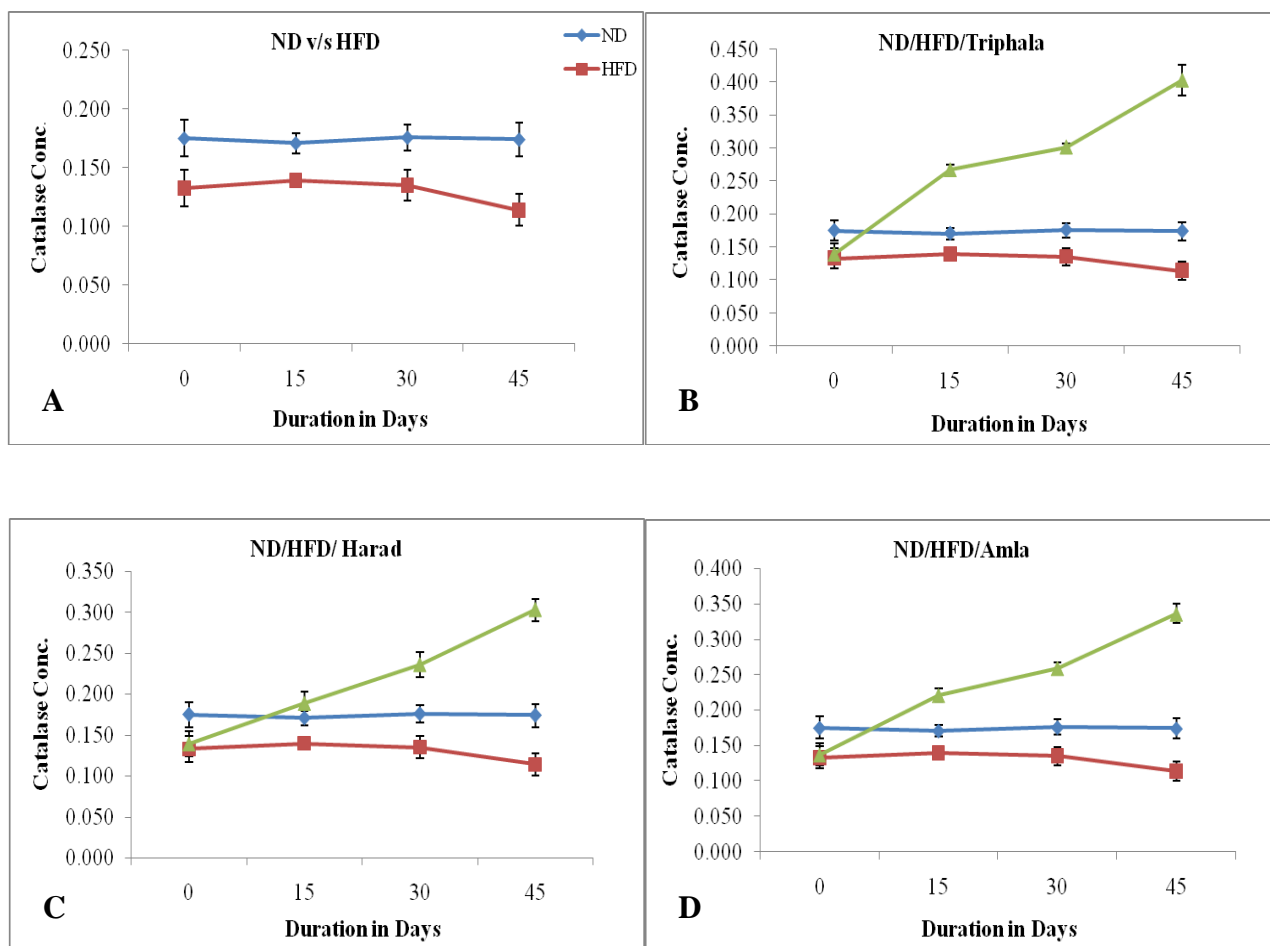 ND v/s HFD
ND
HFD
0.250
0.200
0.150
0.100
0.050
0.000
Catalase Conc.
0 15 30 45
Duration in Days
A
ND/HFD/Triphala
0.450
0.400
0.350
0.300
0.250
0.200
0.150
0.100
0.050
0.000
Catalase Conc.
0 15 30 45
Duration in Days
B
ND/HFD/ Harad
0.350
0.300
0.250
0.200
0.150
0.100
0.050
0.000
Catalase Conc.
0 15 30 45
Duration in Days
C
ND/HFD/Amla
0.400
0.350
0.300
0.250
0.200
0.150
0.100
0.050
0.000
Catalase Conc.
0 15 30 45
Duration in Days
D